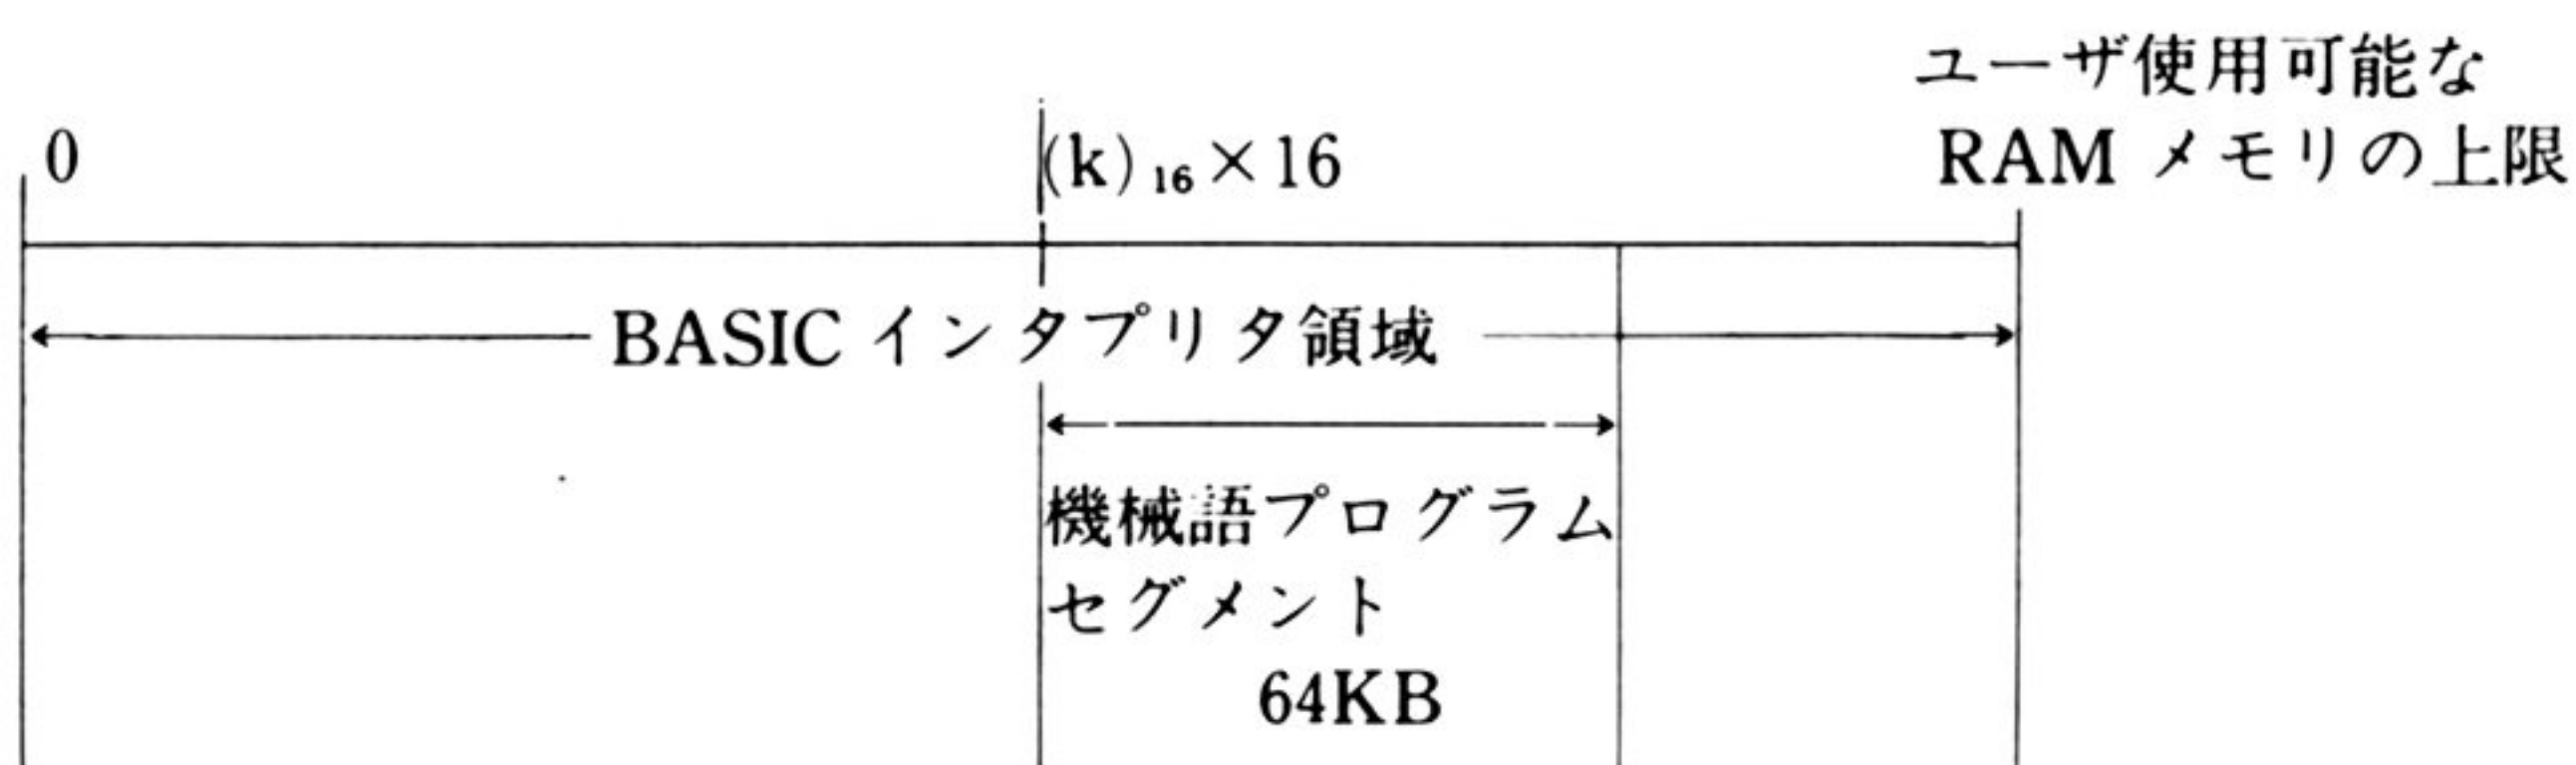 ユーザ使用可能な
RAM メモリの上限
0
(k)₁₆×16
BASIC インタプリタ領域
機械語プログラム
セグメント
64KB